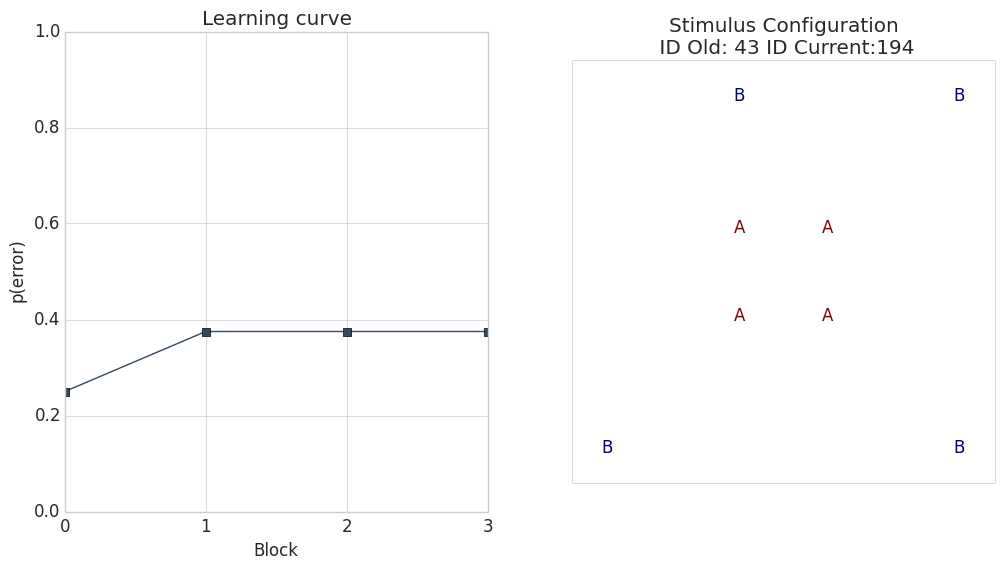 Learning curve
1.0
0.8
0.6
0.4
0.2
0.0
p(error)
0 1 2 3
Block
Stimulus Configuration
ID Old: 43 ID Current:194
B B
A A
A A
B B